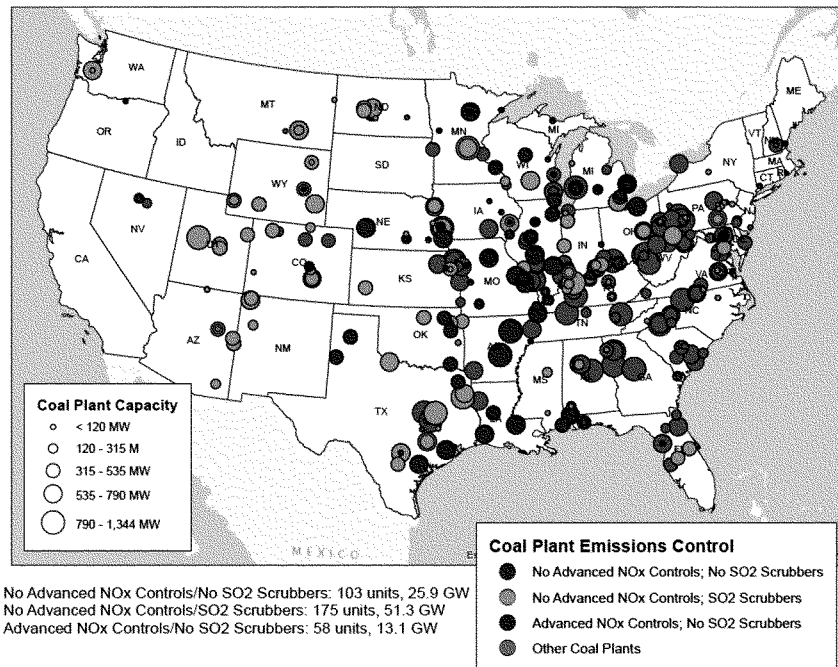 WA
MT
ND
OR
ID
MN
MI
ME
VT
SD
WI
NY
MA
CT
WY
MI
NV
NE
IA
PA
NJ
OH
IN
CA
CO
KS
MO
WV
VA
NC
TN
AZ
NM
OK
MS
GA
TX
MEXICO
Coal Plant Capacity
< 120 MW
120 - 315 M
315 - 535 MW
535 - 790 MW
790 - 1,344 MW
Coal Plant Emissions Control
No Advanced NOx Controls; No SO2 Scrubbers
No Advanced NOx Controls; SO2 Scrubbers
Advanced NOx Controls; No SO2 Scrubbers
Other Coal Plants
No Advanced NOx Controls/No SO2 Scrubbers: 103 units, 25.9 GW
No Advanced NOx Controls/SO2 Scrubbers: 175 units, 51.3 GW
Advanced NOx Controls/No SO2 Scrubbers: 58 units, 13.1 GW